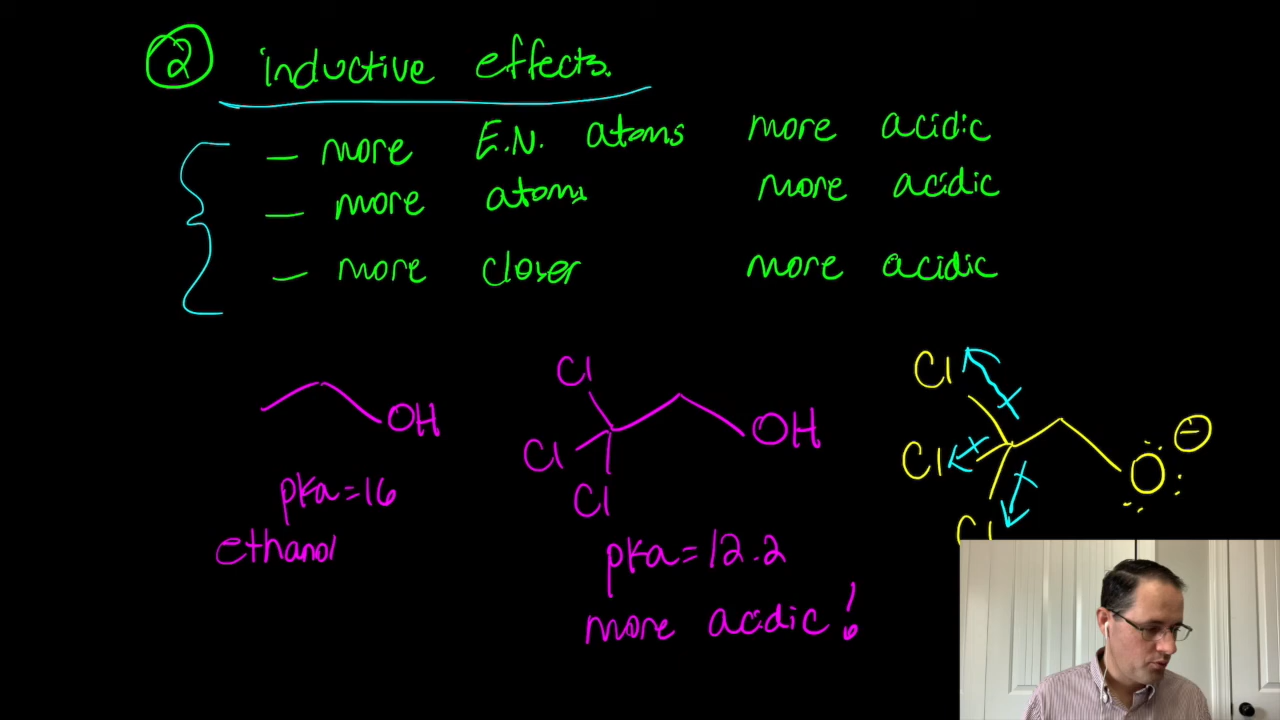 ② inductive effects.
— more E.N. atoms more acidic
— more atoms more acidic
— more closer more acidic
Cl
OH
pka=16
ethanol
Cl
Cl
Cl
OH
pka=12.2
more acidic!
Cl
Cl
Cl
O
−